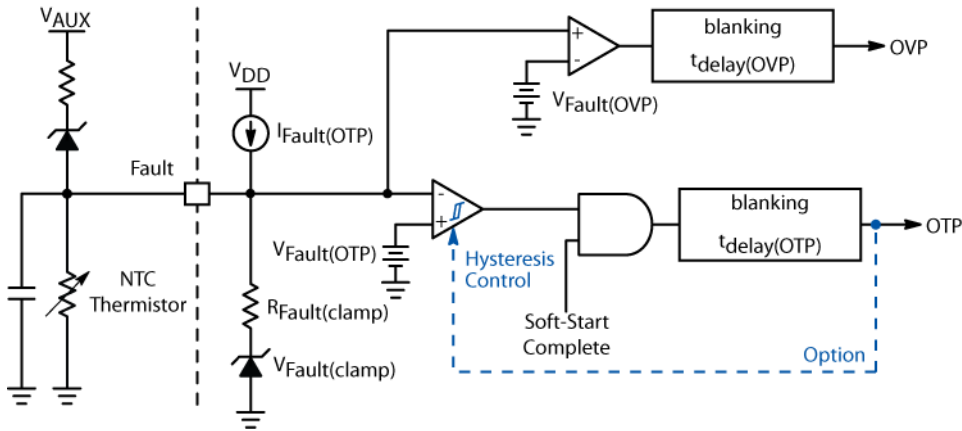 VAUX
Fault
NTC
Thermistor
VDD
IFault(OTP)
RFault(clamp)
VFault(clamp)
+
-
VFault(OVP)
blanking
tdelay(OVP)
OVP
-
+
VFault(OTP)
Hysteresis
Control
Soft-Start
Complete
blanking
tdelay(OTP)
OTP
Option